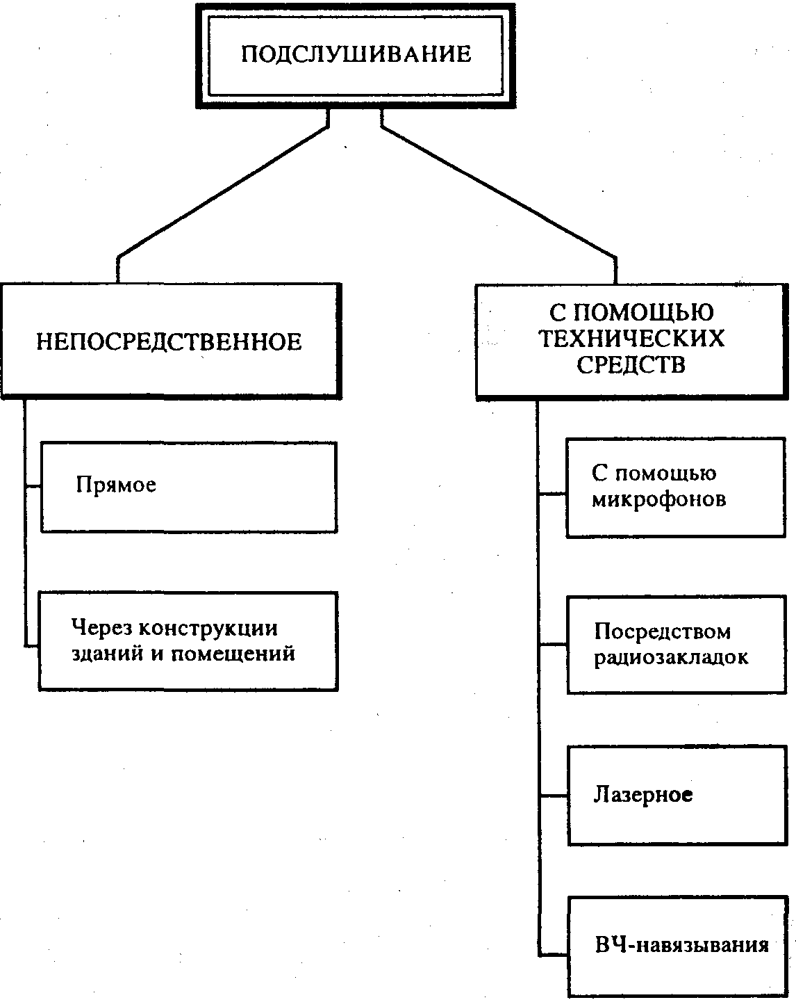 ПОДСЛУШИВАНИЕ
НЕПОСРЕДСТВЕННОЕ
Прямое
Через конструкции
зданий и помещений
С ПОМОЩЬЮ
ТЕХНИЧЕСКИХ
СРЕДСТВ
С помощью
микрофонов
Посредством
радиозакладок
Лазерное
ВЧ-навязывания